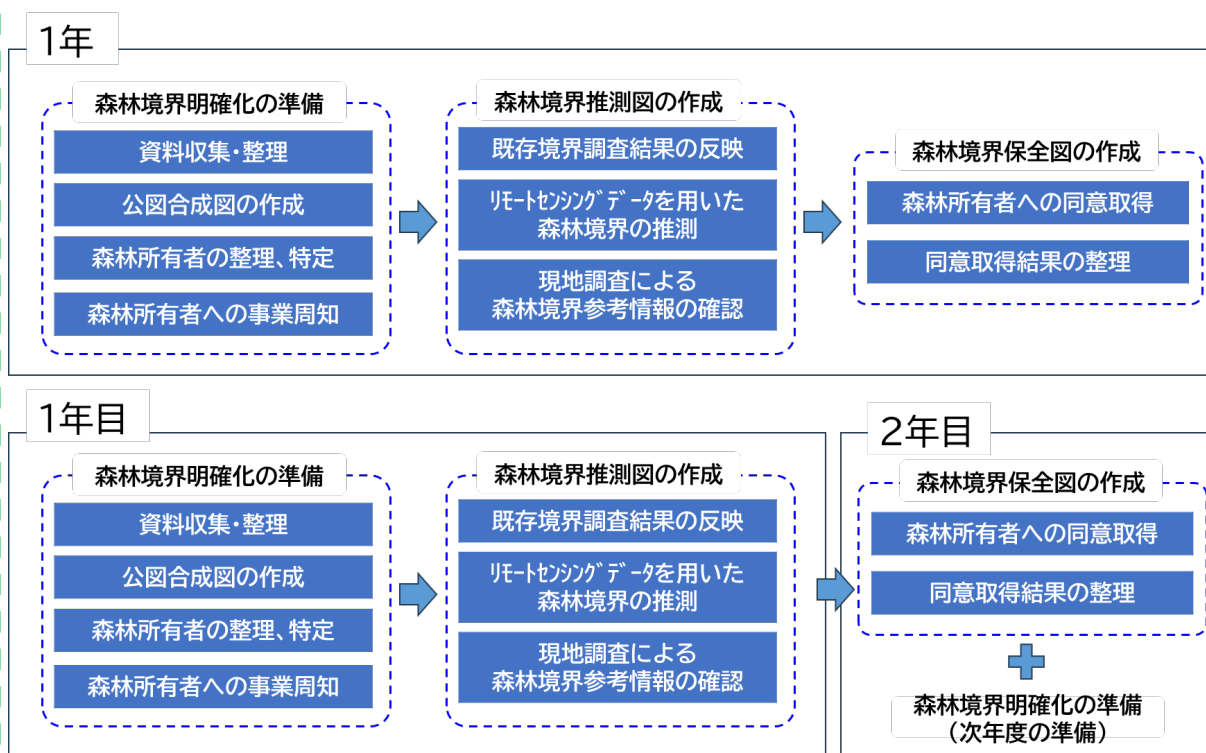 1年
森林境界明確化の準備
資料収集・整理
公図合成図の作成
森林所有者の整理、特定
森林所有者への事業周知
森林境界推測図の作成
既存境界調査結果の反映
ﾘﾓｰﾄｾﾝｼﾝｸﾞﾃﾞｰﾀを用いた
森林境界の推測
現地調査による
森林境界参考情報の確認
森林境界保全図の作成
森林所有者への同意取得
同意取得結果の整理
1年目
森林境界明確化の準備
資料収集・整理
公図合成図の作成
森林所有者の整理、特定
森林所有者への事業周知
森林境界推測図の作成
既存境界調査結果の反映
ﾘﾓｰﾄｾﾝｼﾝｸﾞﾃﾞｰﾀを用いた
森林境界の推測
現地調査による
森林境界参考情報の確認
2年目
森林境界保全図の作成
森林所有者への同意取得
同意取得結果の整理
森林境界明確化の準備
（次年度の準備）